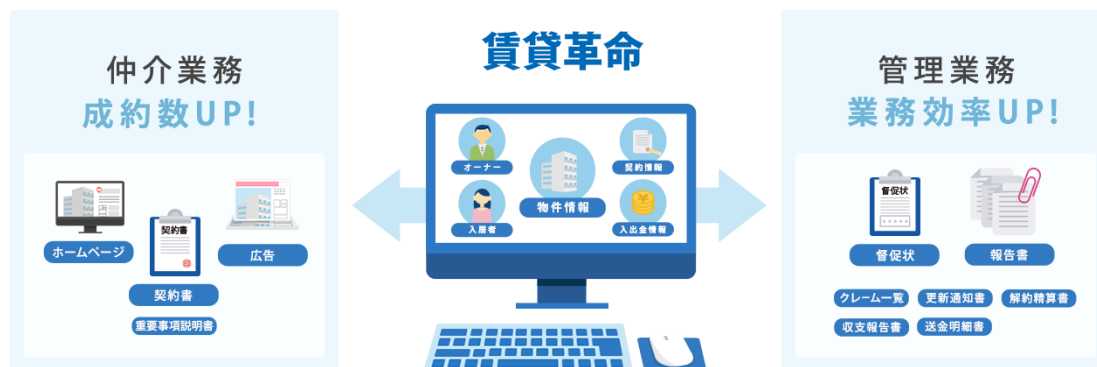 仲介業務
成約数UP!
契約書
ホームページ
広告
契約書
重要事項説明書
賃貸革命
オーナー
契約情報
物件情報
入居者
入出金情報
管理業務
業務効率UP!
督促状
督促状
報告書
クレーム一覧
更新通知書
解約精算書
収支報告書
送金明細書